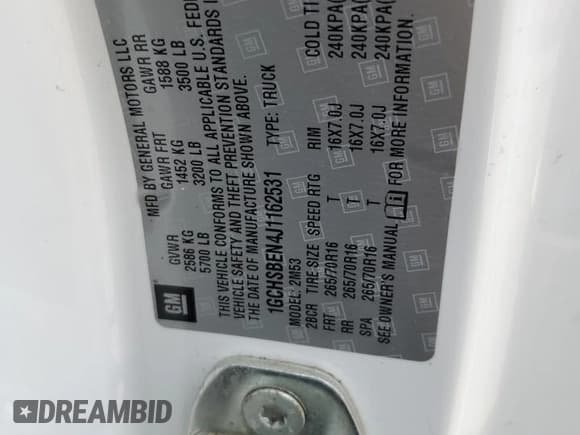 MFD BY GENERAL MOTORS LLC
GVWR GAWR FRT GAWR RR
2586 KG 1452 KG 1588 KG
5700 LB 3200 LB 3500 LB
THIS VEHICLE CONFORMS TO ALL APPLICABLE U.S. FEDE
VEHICLE SAFETY AND THEFT PREVENTION STANDARDS I
THE DATE OF MANUFACTURE SHOWN ABOVE.
1GCHSBEN4J1162531 TYPE: TRUCK
MODEL: 2M53
2BCR TIRE-SIZE SPEED RTG RIM COLD TI
FRT 265/70R16 T 16X7.0J 240KPA(
RR 265/70R16 T 16X7.0J 240KPA(
SPA 265/70R16 T 16X7.0J 240KPA(
SEE OWNER'S MANUAL FOR MORE INFORMATION.
GM
DREAMBID